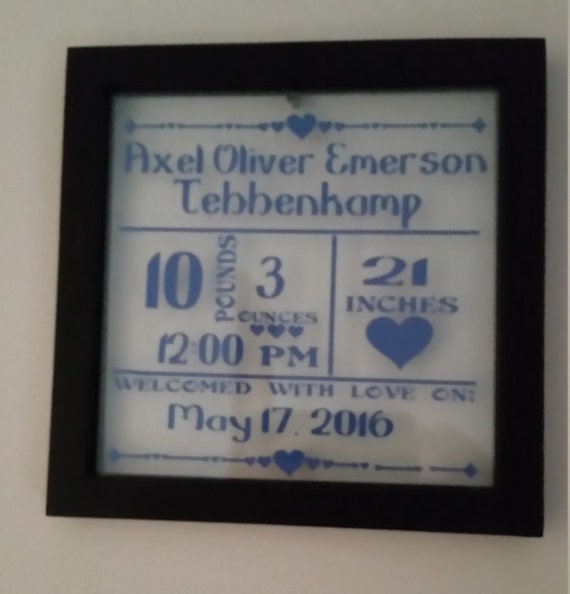 Axel Oliver Emerson
Tebbenkamp
10 POUNDS 3 OUNCES
12:00 PM
21
INCHES
WELCOMED WITH LOVE ON:
May 17, 2016